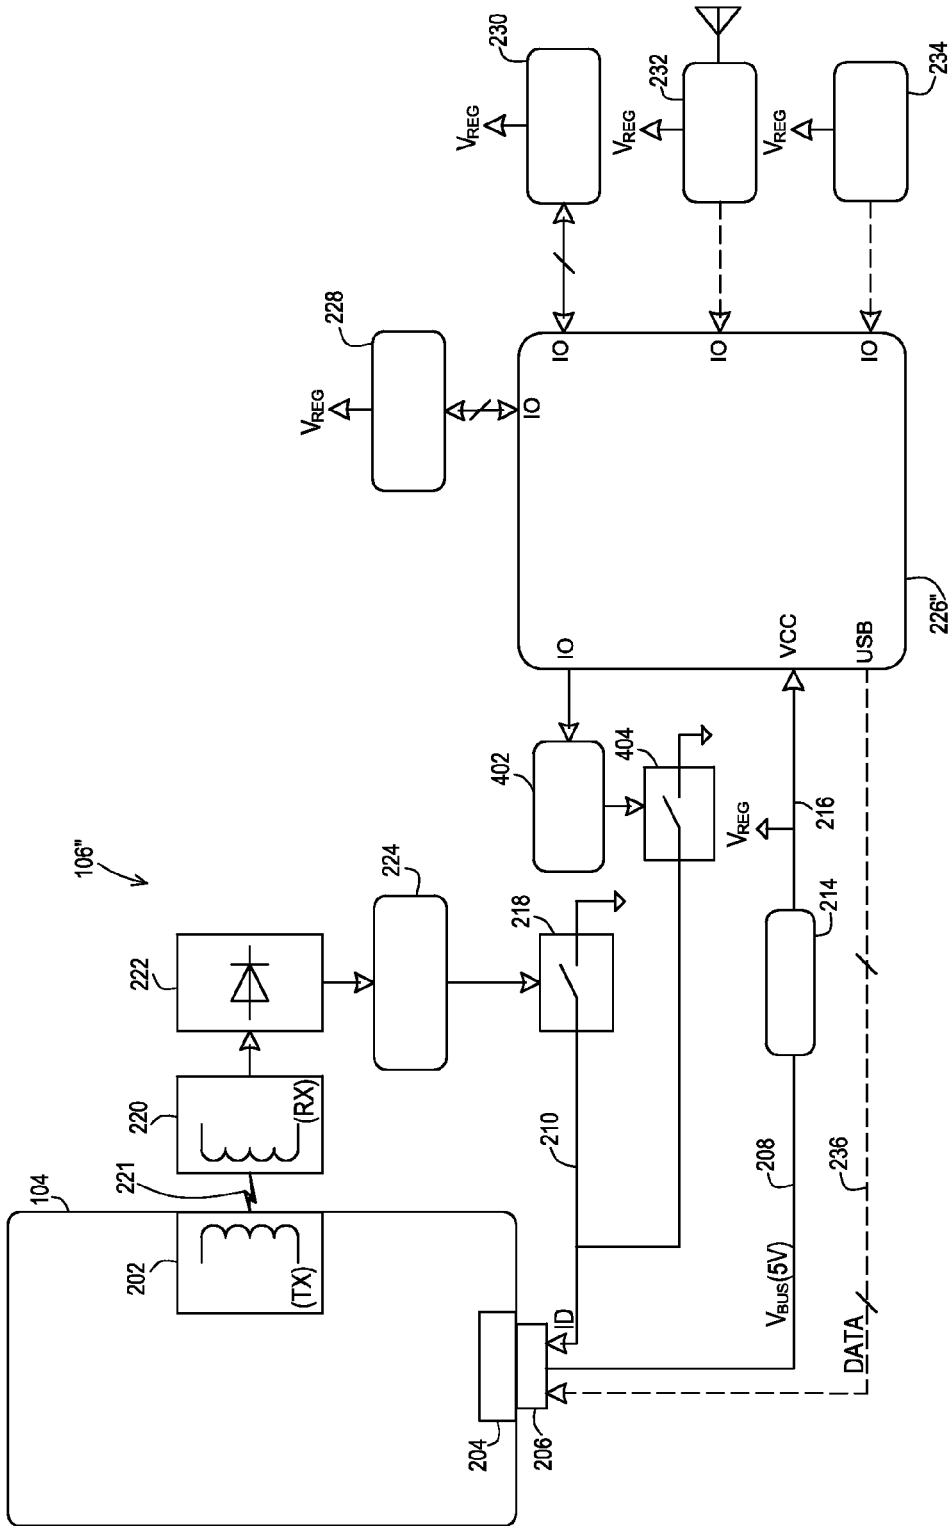 106"
104
202
(TX)
221
220
(RX)
222
224
204
206
ID
210
218
402
404
VBUS(5V)
208
214
VREG
216
DATA
236
IO
VCC
USB
226"
IO
IO
IO
IO
228
VREG
230
VREG
232
VREG
234
VREG